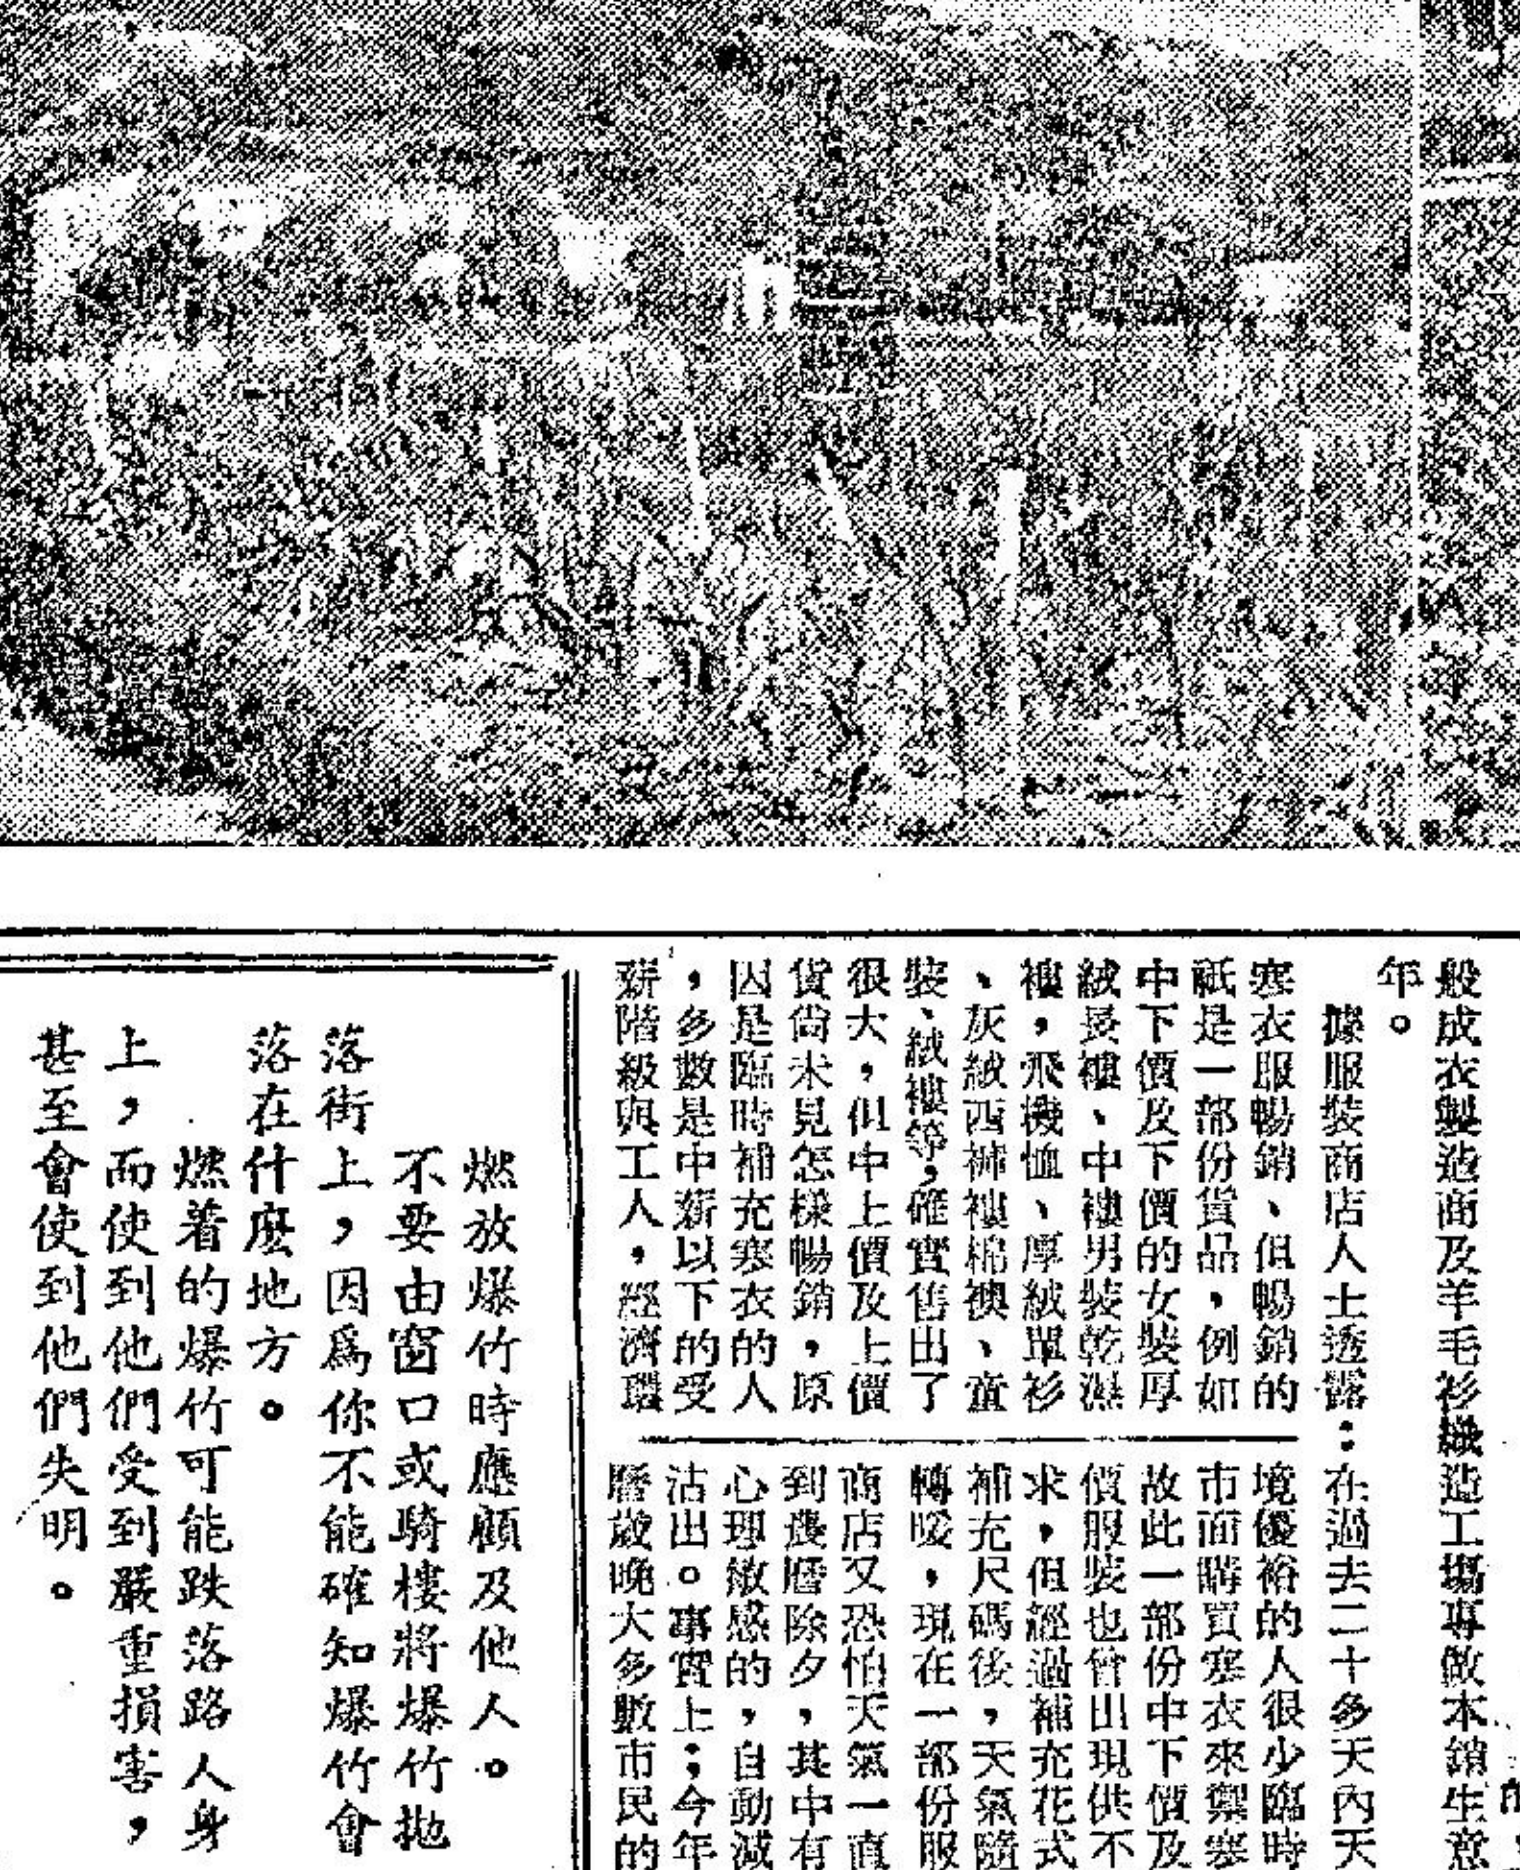 般成衣製造商及羊毛衫織造工場專做本銷生意
年。
據服裝商店人士透露：在過去二十多天內天
寒衣服暢銷、但暢銷的
祇是一部份貨品，例如
中下價及下價的女裝厚
絨長褸、中褸男裝乾濕
褸，飛機恤、厚絨單衫
、灰絨西褲褸棉襖、童
裝、絨褸等，確實售出了
很大，但中上價及上價
貨尙未見怎樣暢銷，原
因是臨時補充寒衣的人
，多數是中薪以下的受
薪階級與工人，經濟環
境優裕的人很少臨時
市面購買寒衣來禦寒
故此一部份中下價及
價服裝也曾出現供不
求，但經過補充花式
補充尺碼後，天氣隨
轉暖，現在一部份服
商店又恐怕天氣一直
到農曆除夕，其中有
心理敏感的，自動減
沽出。事實上；今年
曆歲晚大多數市民的
燃放爆竹時應顧及他人。
不要由窗口或騎樓將爆竹拋
落街上，因爲你不能確知爆竹會
落在什麼地方。
燃着的爆竹可能跌落路人身
上，而使到他們受到嚴重損害，
甚至會使到他們失明。